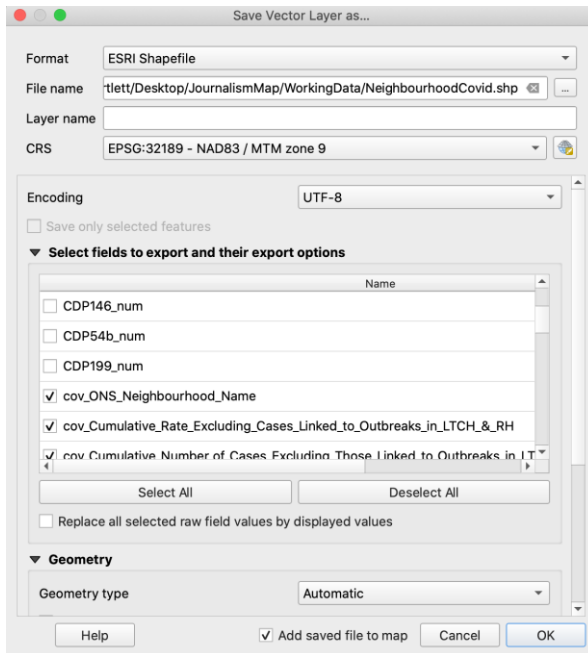 Save Vector Layer as...
Format ESRI Shapefile
File name rtlett/Desktop/JournalismMap/WorkingData/NeighbourhoodCovid.shp ...
Layer name
CRS EPSG:32189 - NAD83 / MTM zone 9
Encoding UTF-8
Save only selected features
Select fields to export and their export options
Name
CDP146_num
CDP54b_num
CDP199_num
cov_ONS_Neighbourhood_Name
cov_Cumulative_Rate_Excluding_Cases_Linked_to_Outbreaks_in_LTCH_&_RH
cov_Cumulative_Number_of_Cases_Excluding_Those_Linked_to_Outbreaks_in_LT
Select All Deselect All
Replace all selected raw field values by displayed values
Geometry
Geometry type Automatic
Help Add saved file to map Cancel OK